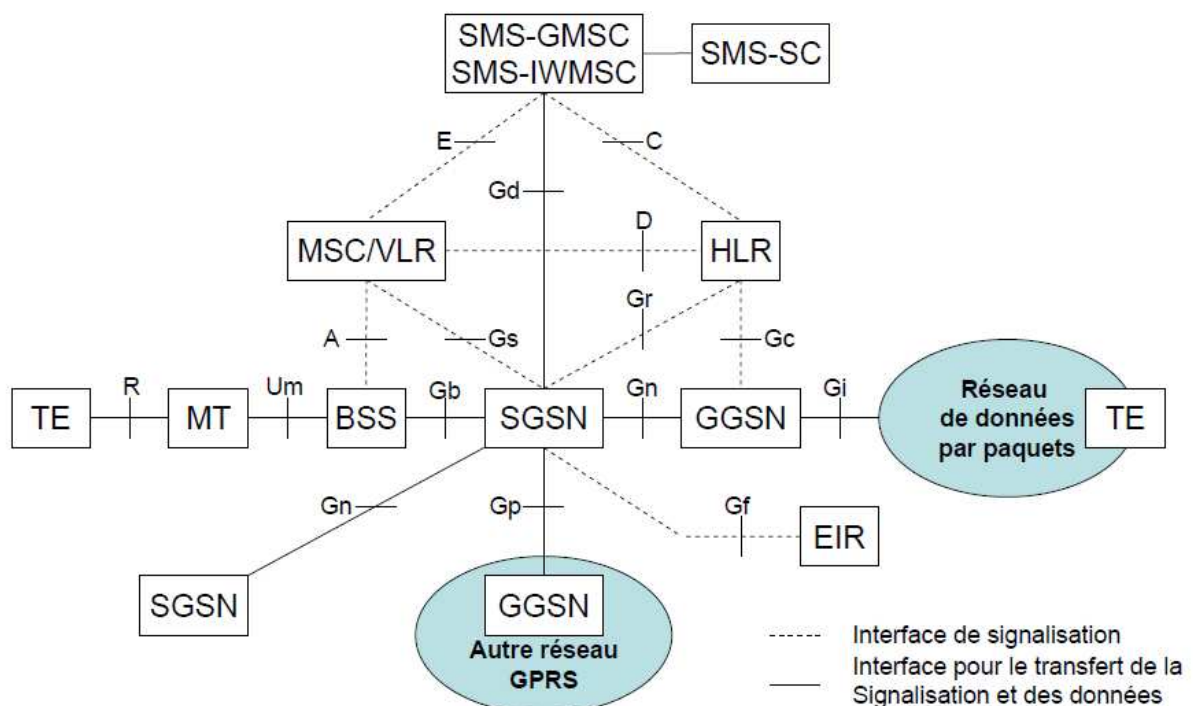 SMS-GMSC
SMS-IWMSC
SMS-SC
E
C
Gd
D
MSC/VLR
HLR
Gr
A
Gs
Gc
R
Um
Gb
Gn
Gi
TE
MT
BSS
SGSN
GGSN
Réseau
de données
par paquets
TE
Gn
Gp
Gf
EIR
SGSN
GGSN
Autre réseau
GPRS
Interface de signalisation
Interface pour le transfert de la
Signalisation et des données